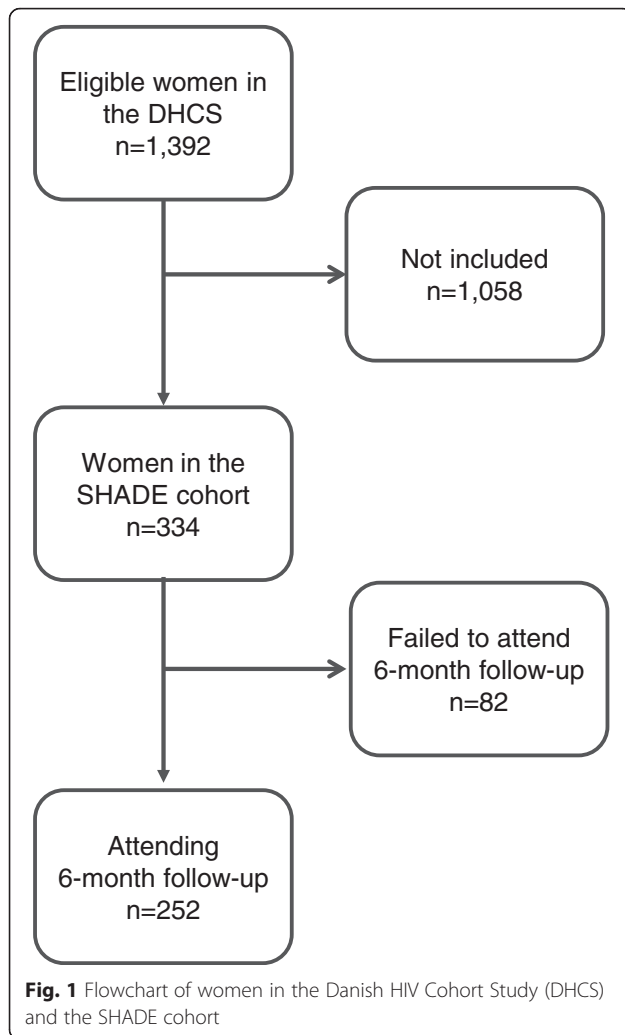 Eligible women in
the DHCS
n=1,392
Not included
n=1,058
Women in the
SHADE cohort
n=334
Failed to attend
6-month follow-up
n=82
Attending
6-month follow-up
n=252
Fig. 1 Flowchart of women in the Danish HIV Cohort Study (DHCS)
and the SHADE cohort